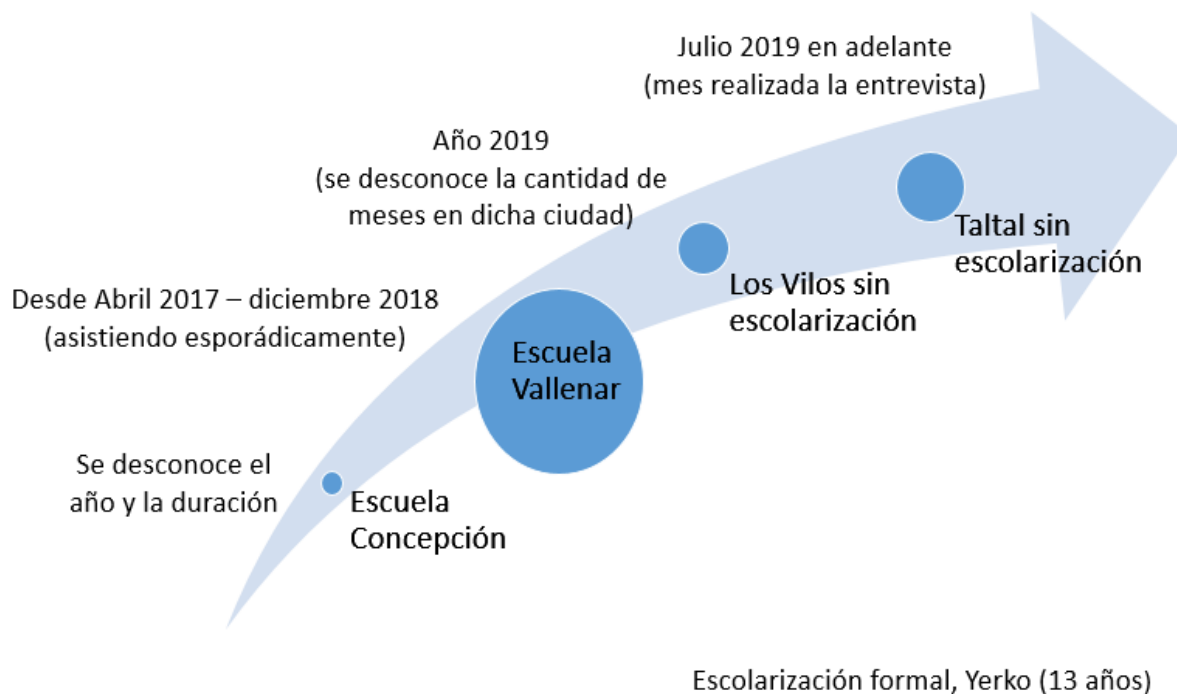 Julio 2019 en adelante
(mes realizada la entrevista)
Año 2019
(se desconoce la cantidad de
meses en dicha ciudad)
Taltal sin
escolarización
Los Vilos sin
escolarización
Desde Abril 2017 – diciembre 2018
(asistiendo esporádicamente)
Escuela
Vallenar
Se desconoce el
año y la duración
Escuela
Concepción
Escolarización formal, Yerko (13 años)